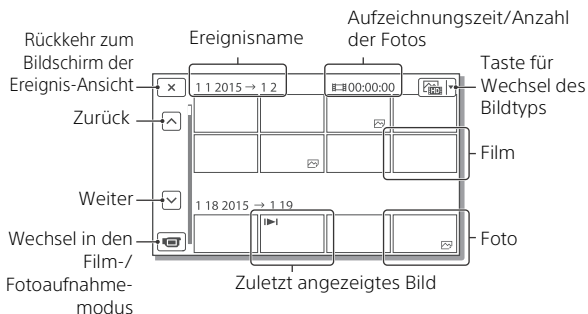 Aufzeichnungszeit/Anzahl
der Fotos
Rückkehr zum
Bildschirm der
Ereignis-Ansicht
Ereignisname
Taste für
Wechsel des
Bildtyps
1 1 2015 → 1 2
00:00:00
HD
Zurück
Film
Weiter
1 18 2015 → 1 19
Wechsel in den
Film-/
Fotoaufnahme-
modus
Foto
Zuletzt angezeigtes Bild